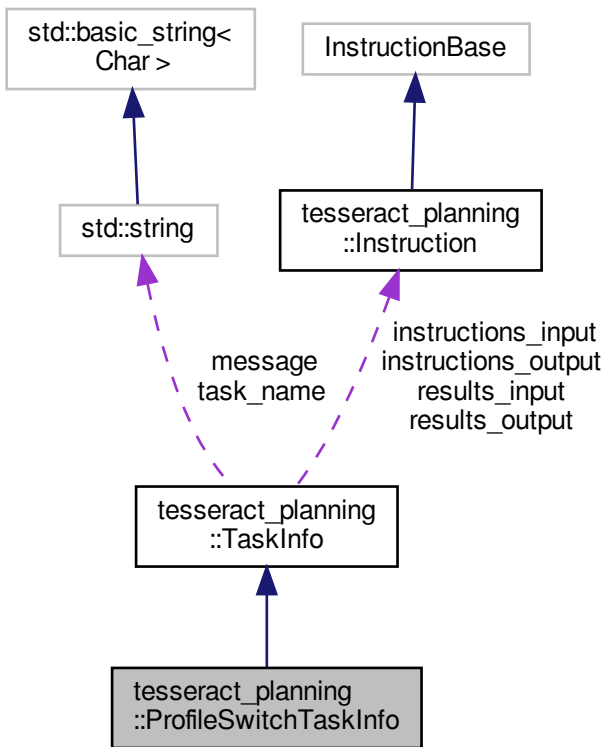 std::basic_string<
Char >
InstructionBase
std::string
tesseract_planning
::Instruction
message
task_name
instructions_input
instructions_output
results_input
results_output
tesseract_planning
::TaskInfo
tesseract_planning
::ProfileSwitchTaskInfo